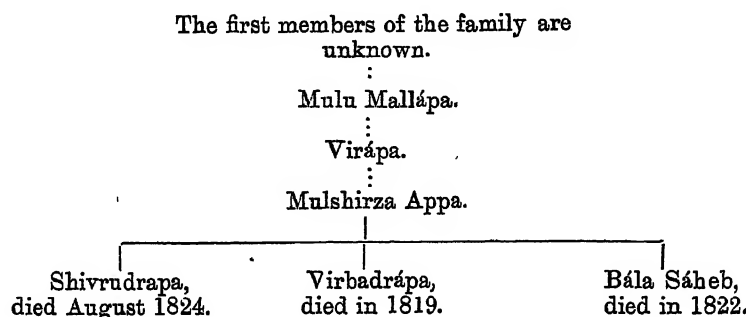 The first members of the family are
unknown.
Mulu Mallápa.
Virápa.
Mulshirza Appa.
Shivrudrapa,
died August 1824.
Virbadrápa,
died in 1819.
Bála Sáheb,
died in 1822.